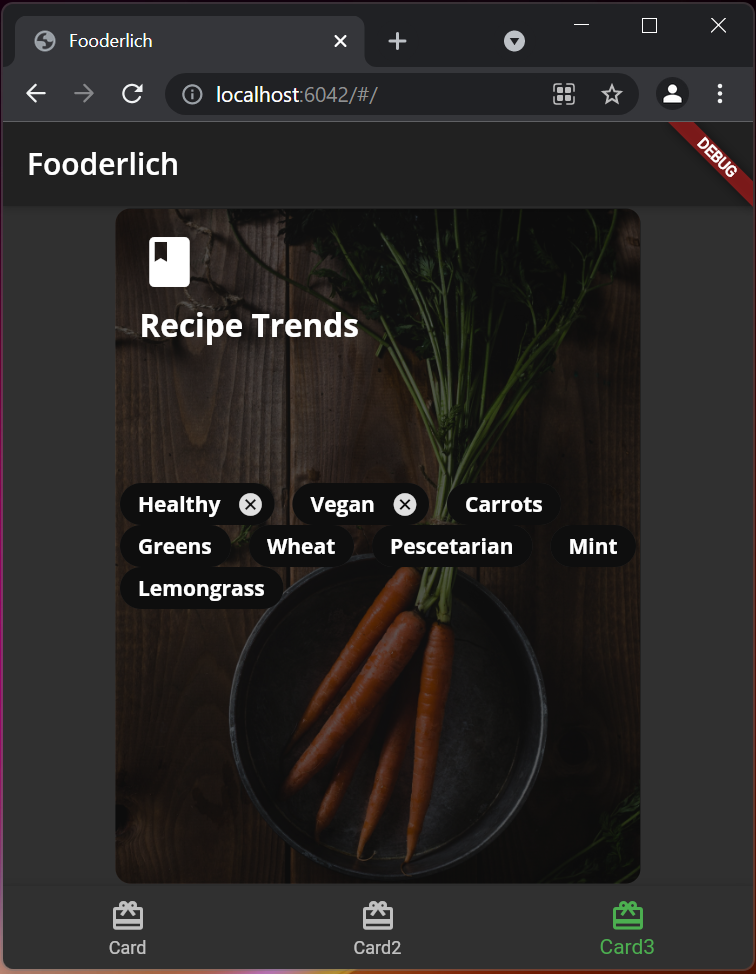 Fooderlich
localhost:6042/#/
Fooderlich
DEBUG
Recipe Trends
Healthy Vegan Carrots
Greens Wheat Pescetarian Mint
Lemongrass
Card Card2 Card3